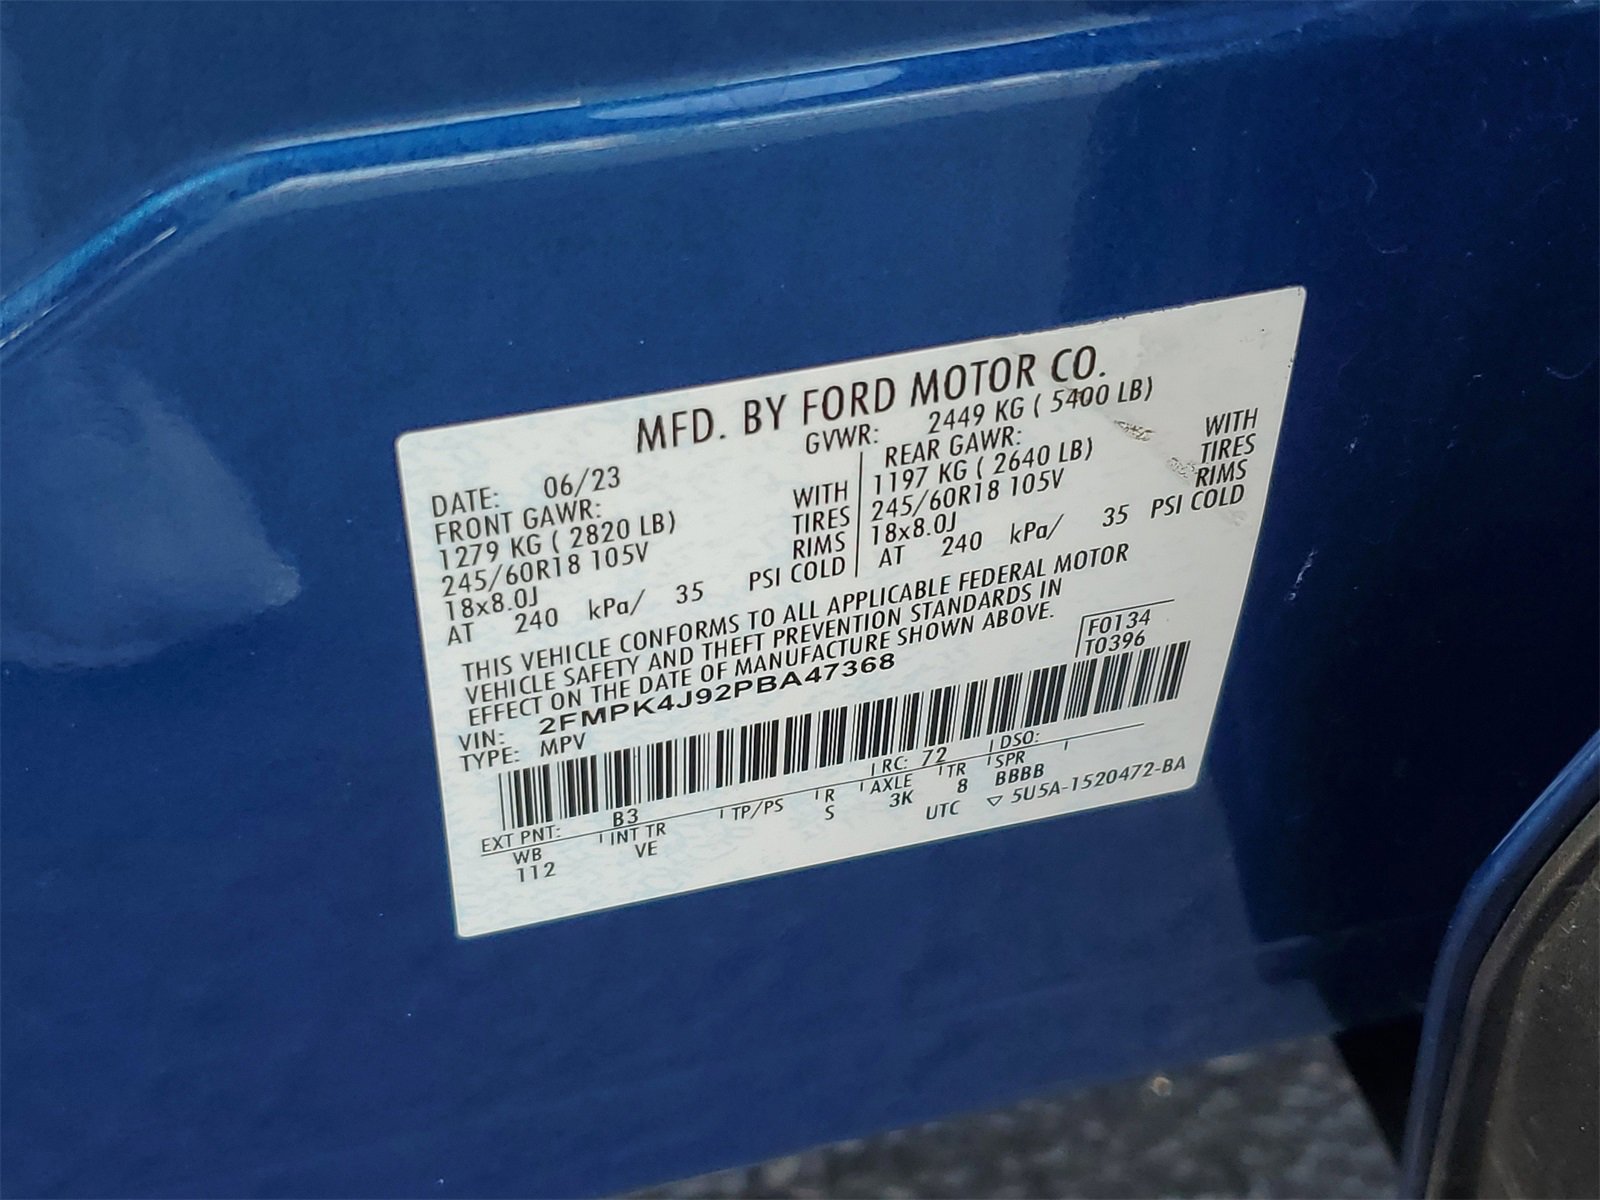 MFD. BY FORD MOTOR CO.
DATE: 06/23 GVWR: 2449 KG ( 5400 LB)
FRONT GAWR: REAR GAWR:
1279 KG ( 2820 LB) WITH 1197 KG ( 2640 LB) WITH
245/60R18 105V TIRES 245/60R18 105V TIRES
18x8.0J RIMS 18x8.0J RIMS
AT 240 kPa/ 35 PSI COLD AT 240 kPa/ 35 PSI COLD
THIS VEHICLE CONFORMS TO ALL APPLICABLE FEDERAL MOTOR
VEHICLE SAFETY AND THEFT PREVENTION STANDARDS IN
EFFECT ON THE DATE OF MANUFACTURE SHOWN ABOVE.
F0134
T0396
VIN: 2FMPK4J92PBA47368
TYPE: MPV
EXT PNT: B3 RC: 72 DSO:
WB INT TR TP/PS R AXLE TR SPR
112 VE S 3K 8 BBBB
UTC ▽ 5U5A-1520472-BA